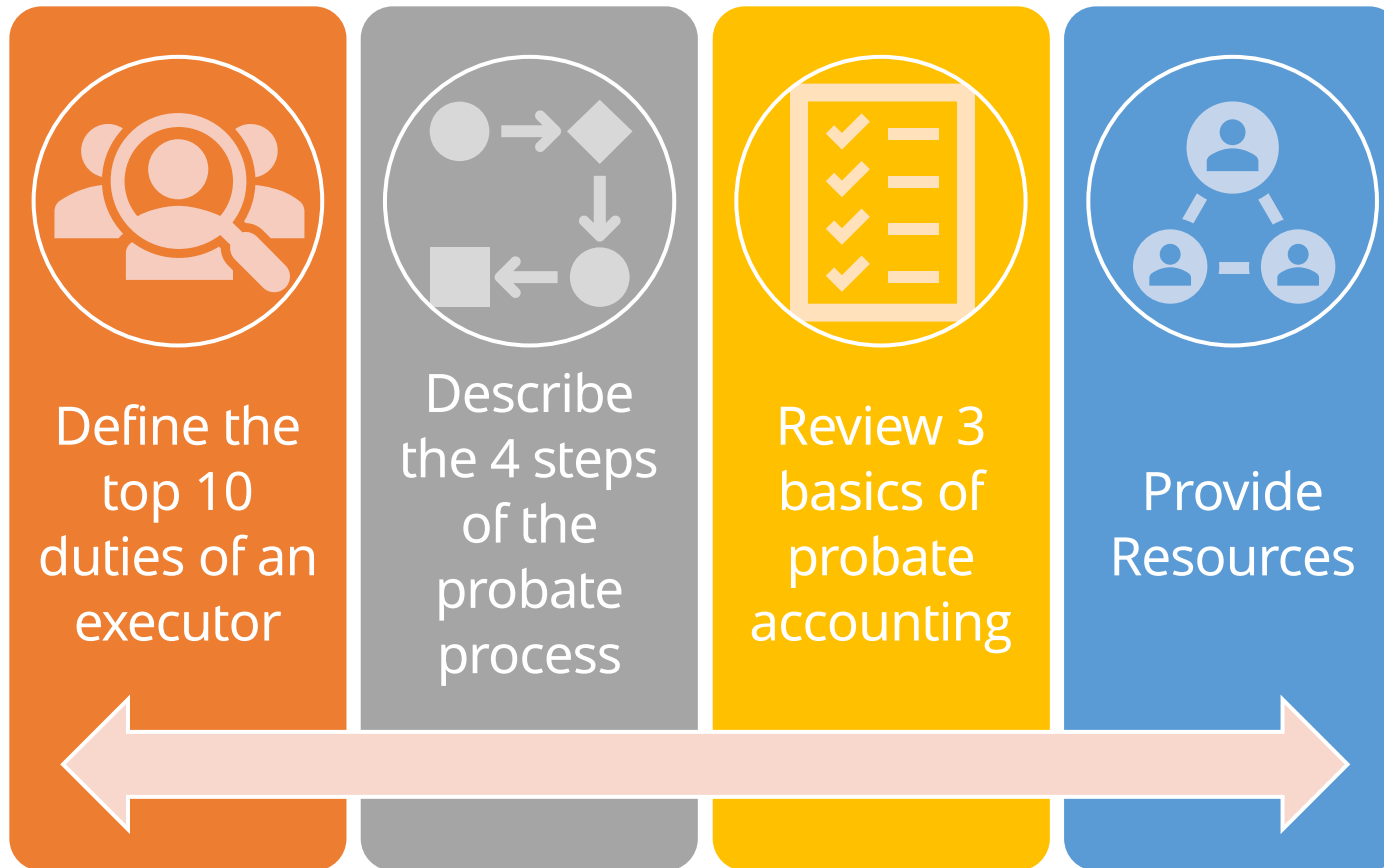 Define the
top 10
duties of an
executor
Describe
the 4 steps
of the
probate
process
Review 3
basics of
probate
accounting
Provide
Resources